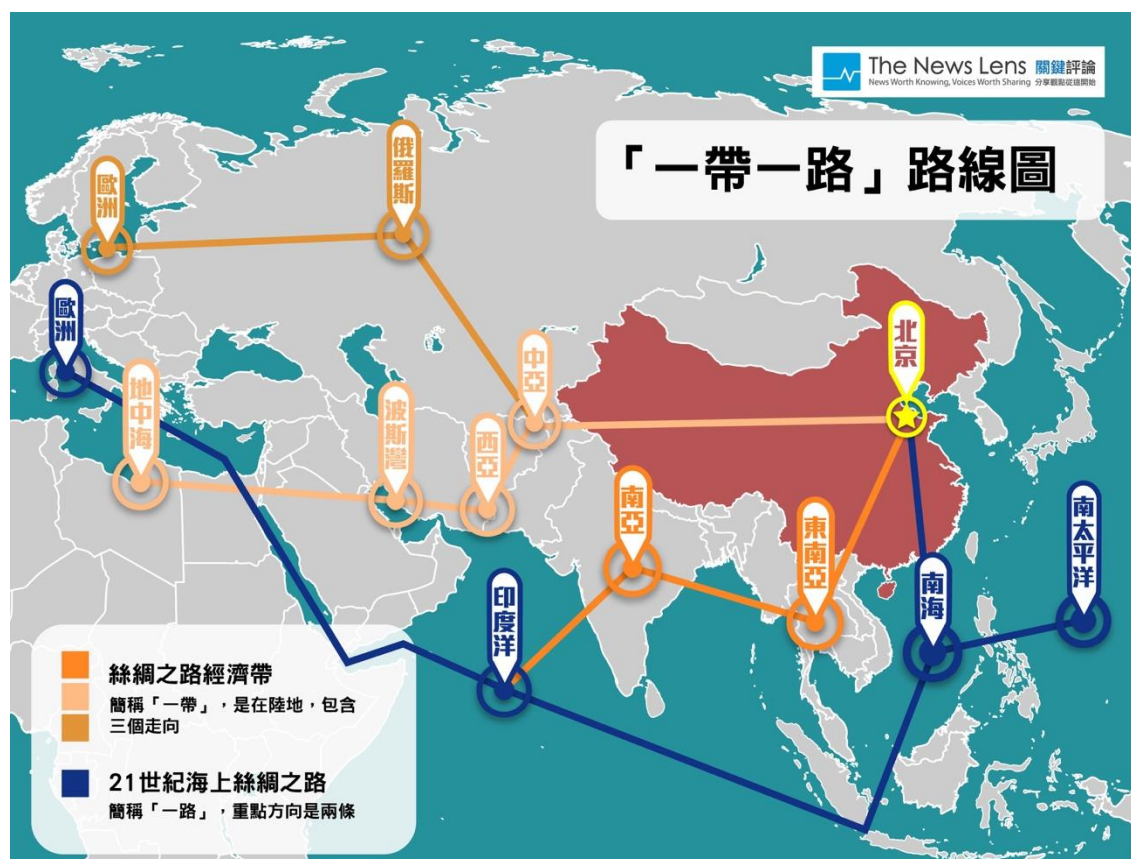 The News Lens 關鍵評論
News Worth Knowing, Voices Worth Sharing 分享觀點從這開始
「一帶一路」路線圖
歐洲
俄羅斯
歐洲
地中海
波斯灣
西亞
中亞
北京
南亞
東南亞
印度洋
南海
南太平洋
絲綢之路經濟帶
簡稱「一帶」，是在陸地，包含
三個走向
21世紀海上絲綢之路
簡稱「一路」，重點方向是兩條